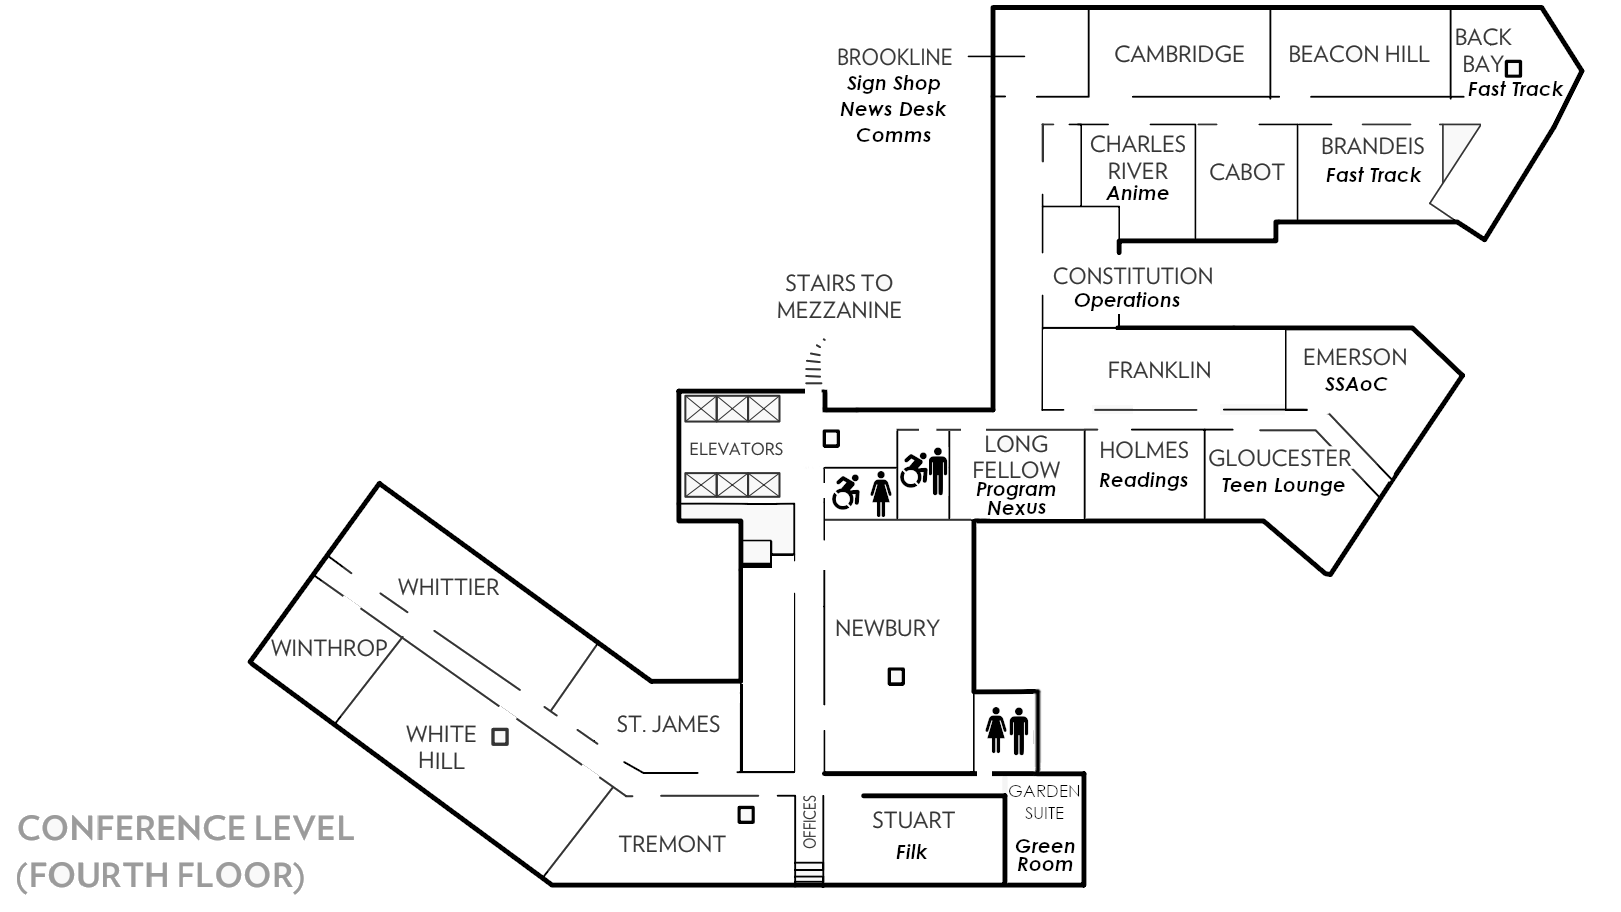 BROOKLINE
Sign Shop
News Desk
Comms
CAMBRIDGE
BEACON HILL
BACK
BAY
Fast Track
CHARLES
RIVER
Anime
CABOT
BRANDEIS
Fast Track
CONSTITUTION
Operations
STAIRS TO
MEZZANINE
FRANKLIN
EMERSON
SSAoC
ELEVATORS
LONG
FELLOW
Program
Nexus
HOLMES
Readings
GLOUCESTER
Teen Lounge
WHITTIER
WINTHROP
NEWBURY
WHITE
HILL
ST. JAMES
TREMONT
OFFICES
STUART
Filk
GARDEN
SUITE
Green
Room
CONFERENCE LEVEL
(FOURTH FLOOR)